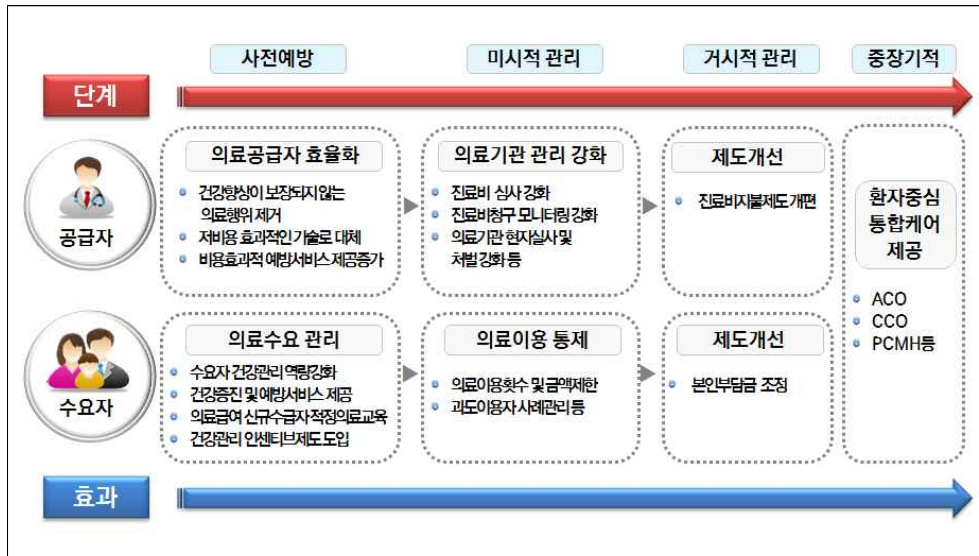 사전예방
미시적 관리
거시적 관리
중장기적
단계
공급자
의료공급자 효율화
건강향상이 보장되지 않는
의료행위 제거
저비용 효과적인 기술로 대체
비용효과적 예방서비스 제공증가
의료기관 관리 강화
진료비 심사 강화
진료비청구 모니터링 강화
의료기관 현지실사 및
처벌 강화 등
제도개선
진료비지불제도 개편
환자중심
통합케어
제공
ACO
CCO
PCMH등
수요자
의료수요 관리
수요자 건강관리 역량강화
건강증진 및 예방서비스 제공
의료급여 신규수급자 적정의료교육
건강관리 인센티브제도 도입
의료이용 통제
의료이용횟수 및 금액제한
과도이용자 사례관리 등
제도개선
본인부담금 조정
효과